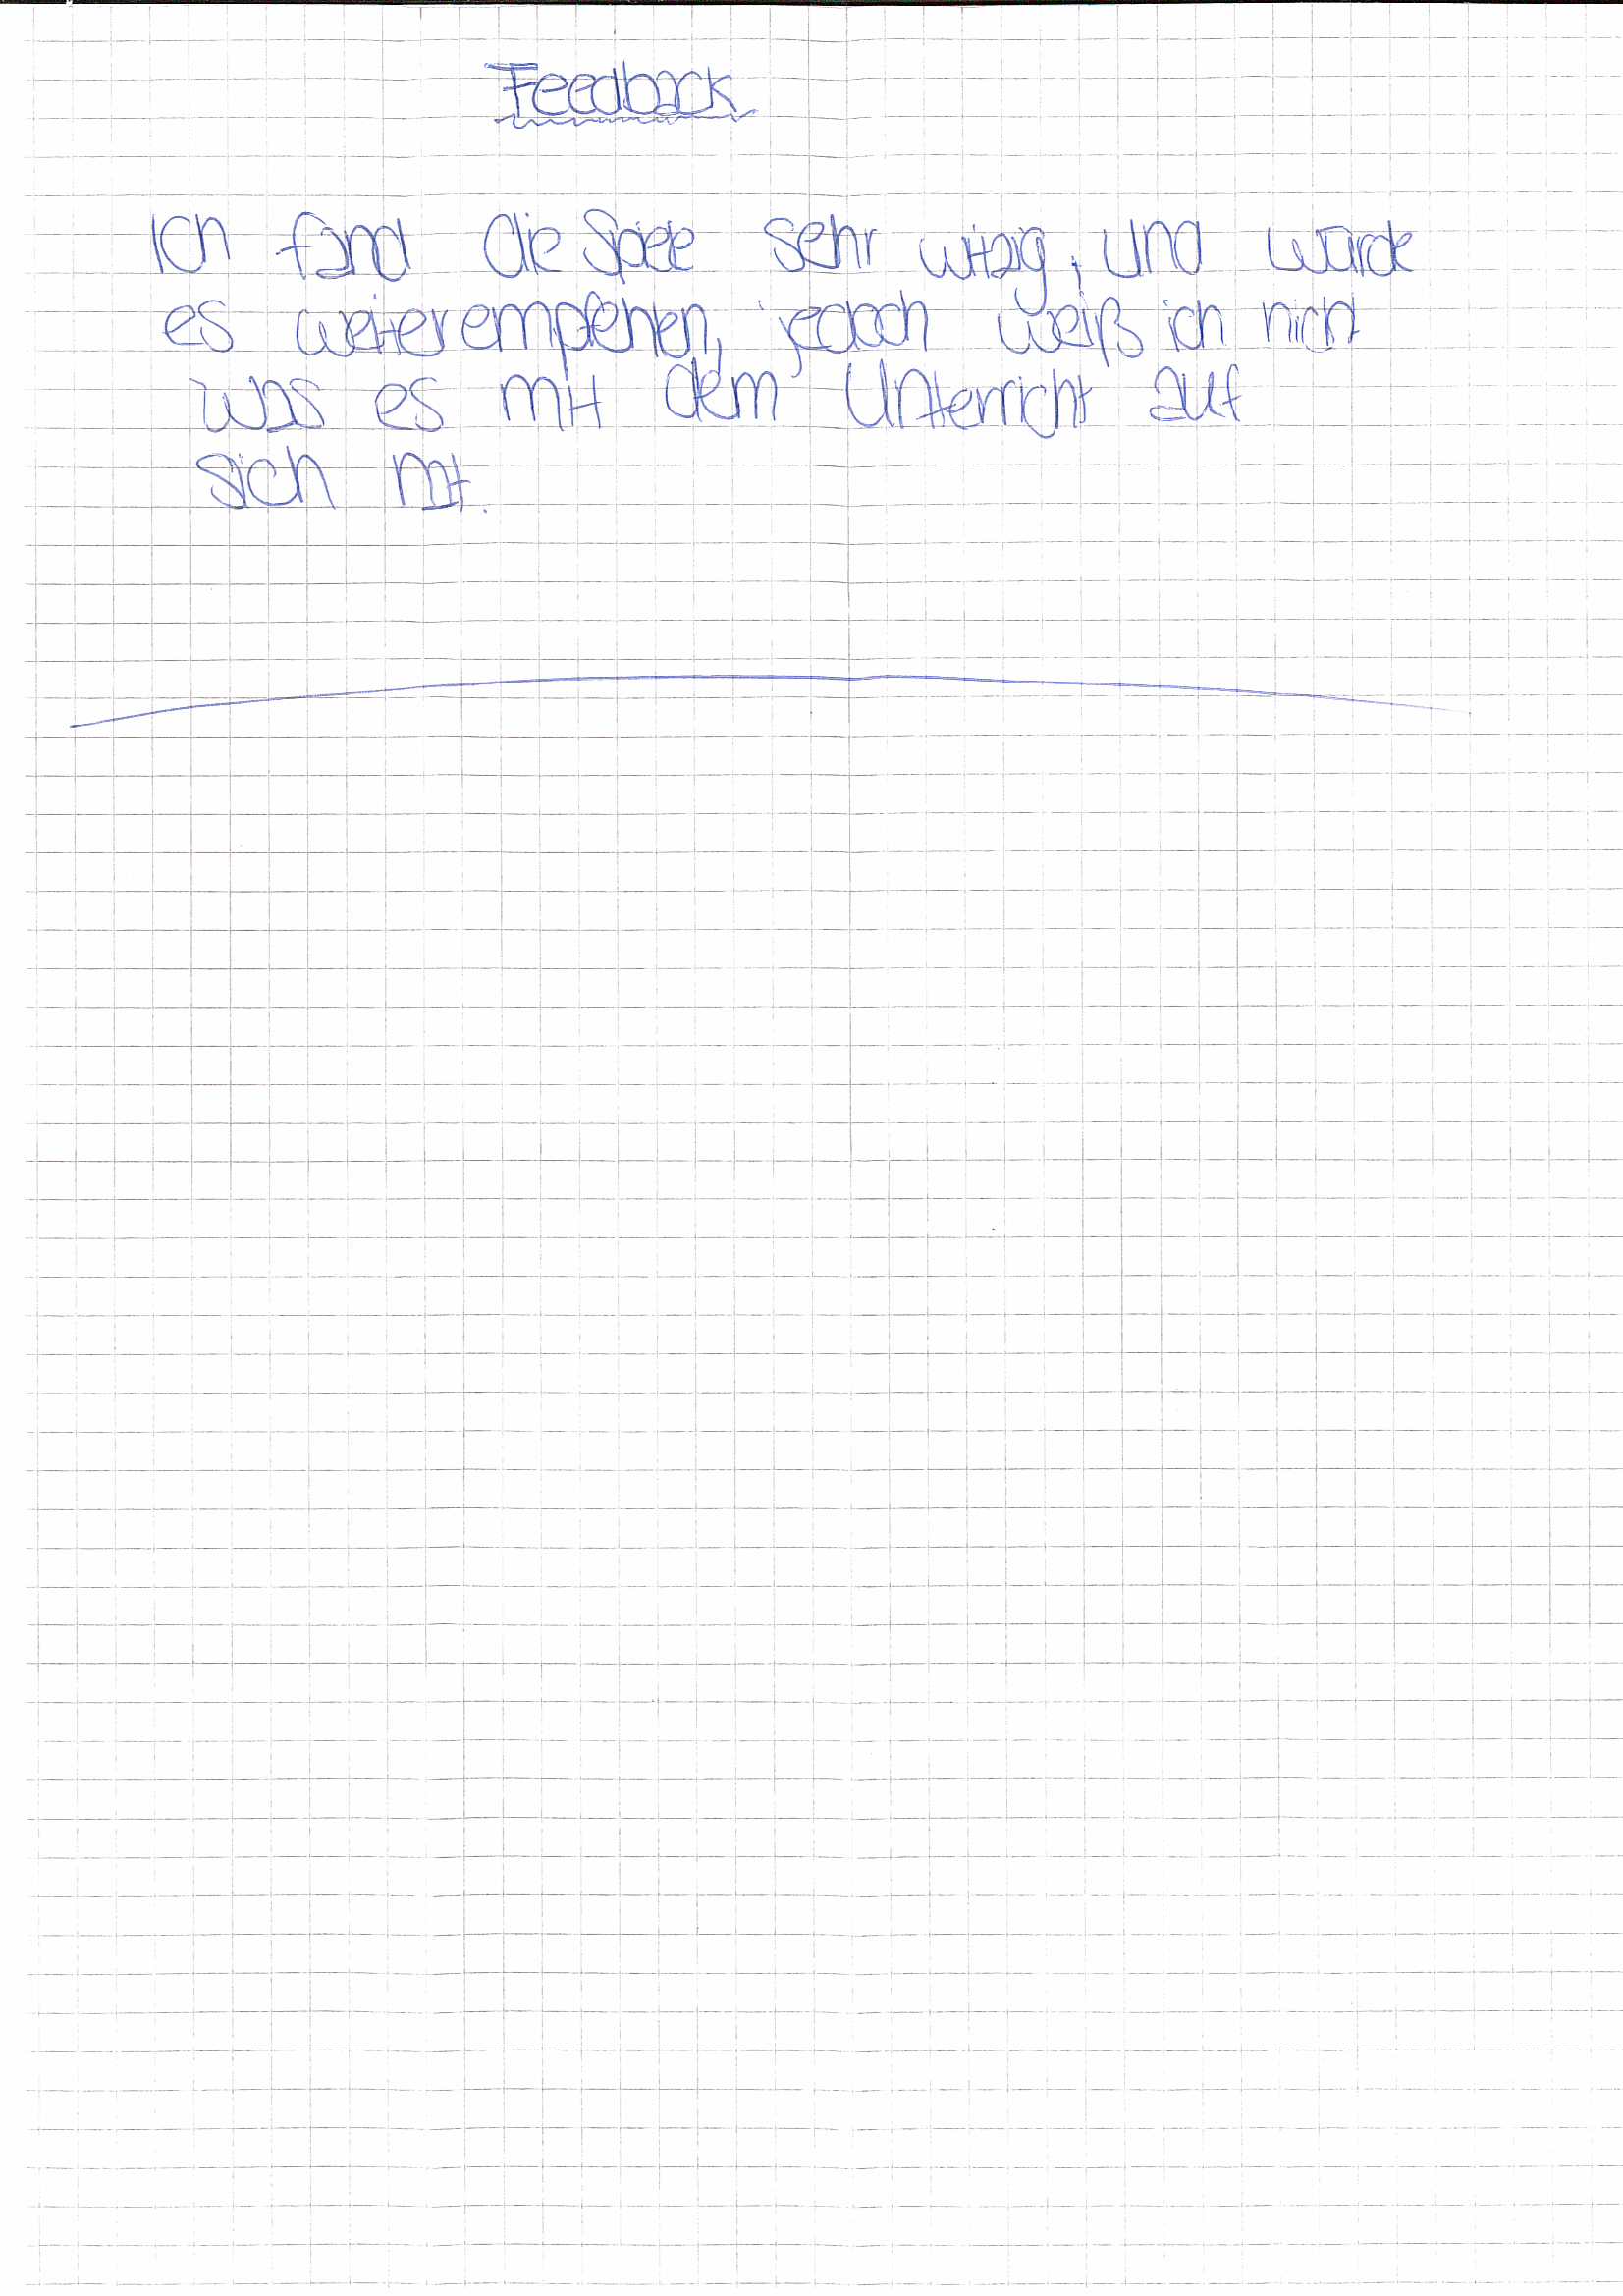 Feedback
Ich fand die Spiele sehr witzig, und würde
es weiterempfehlen, jedoch weiß ich nicht
was es mit dem Unterricht auf
sich hat.